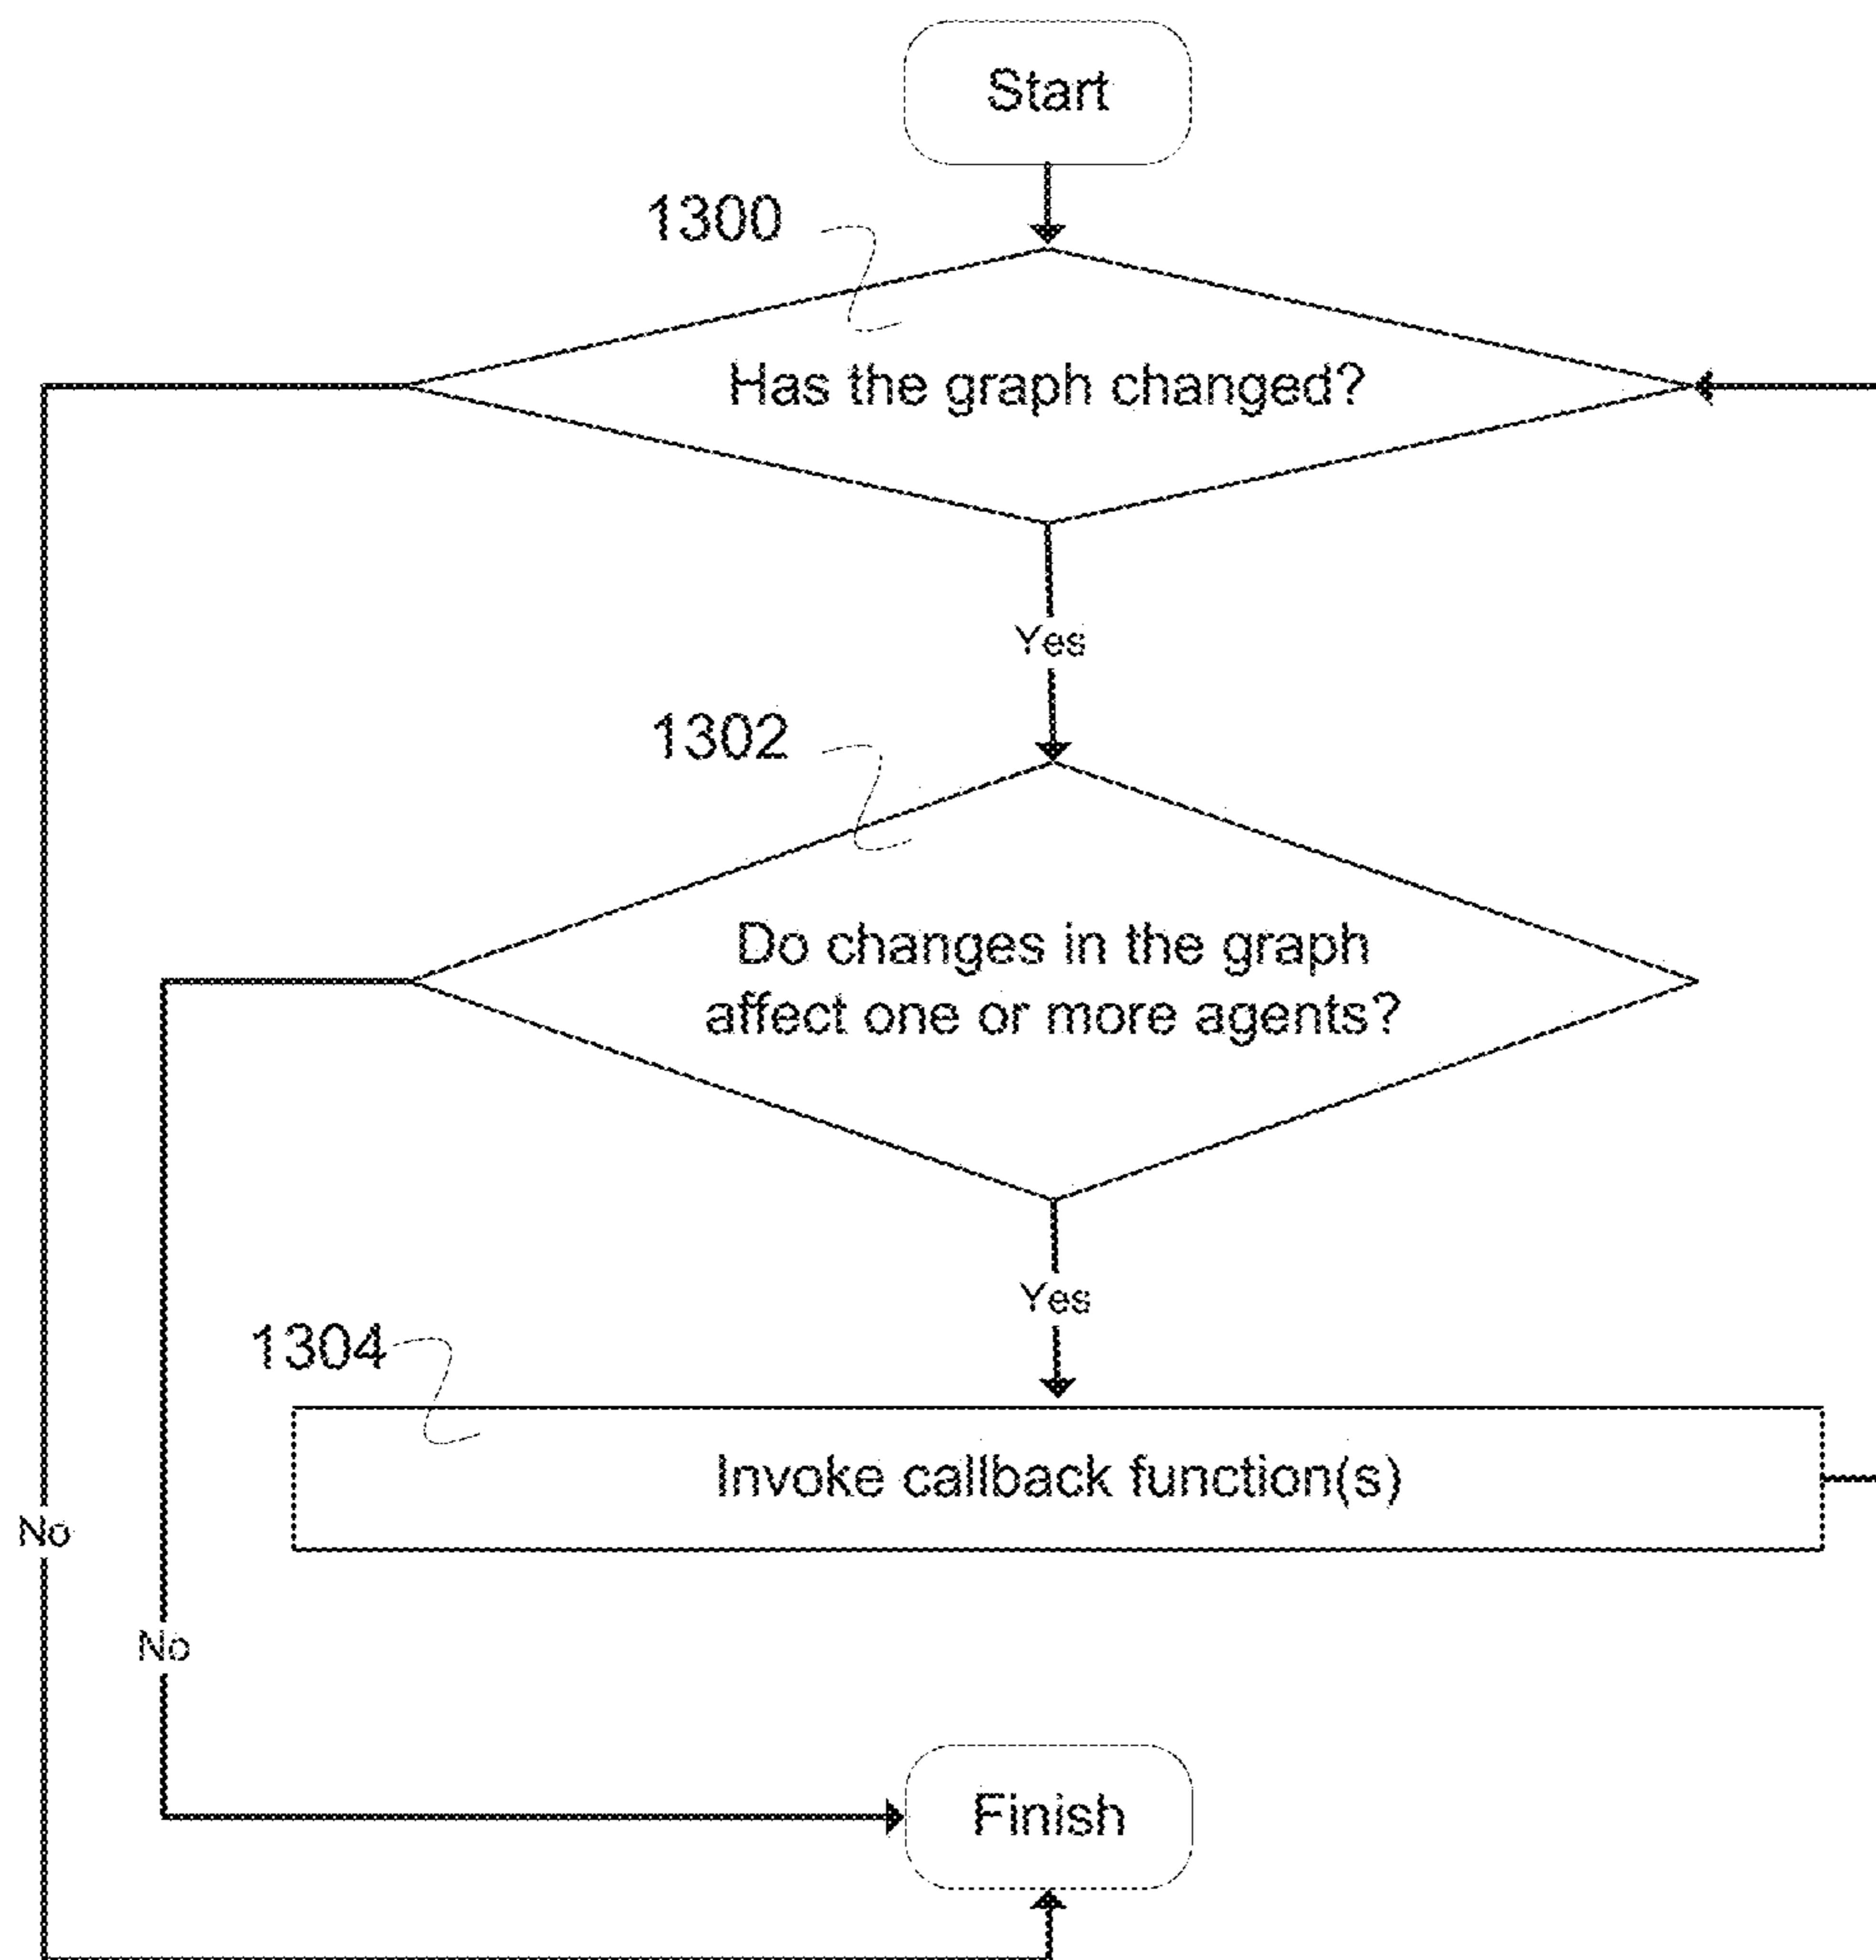 Start
1300
Has the graph changed?
Yes
1302
Do changes in the graph
affect one or more agents?
Yes
1304
Invoke callback function(s)
No
No
Finish